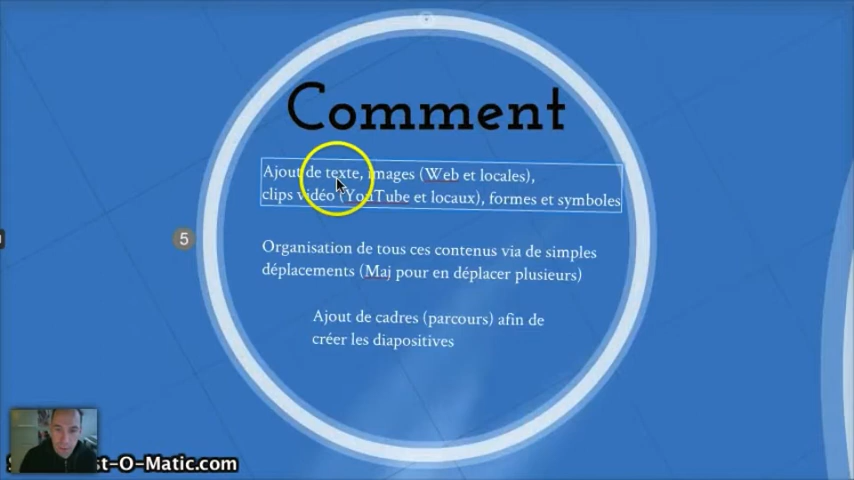 Comment
Ajout de texte, images (Web et locales),
clips vidéo (YouTube et locaux), formes et symboles
5
Organisation de tous ces contenus via de simples
déplacements (Maj pour en déplacer plusieurs)
Ajout de cadres (parcours) afin de
créer les diapositives
st-O-Matic.com